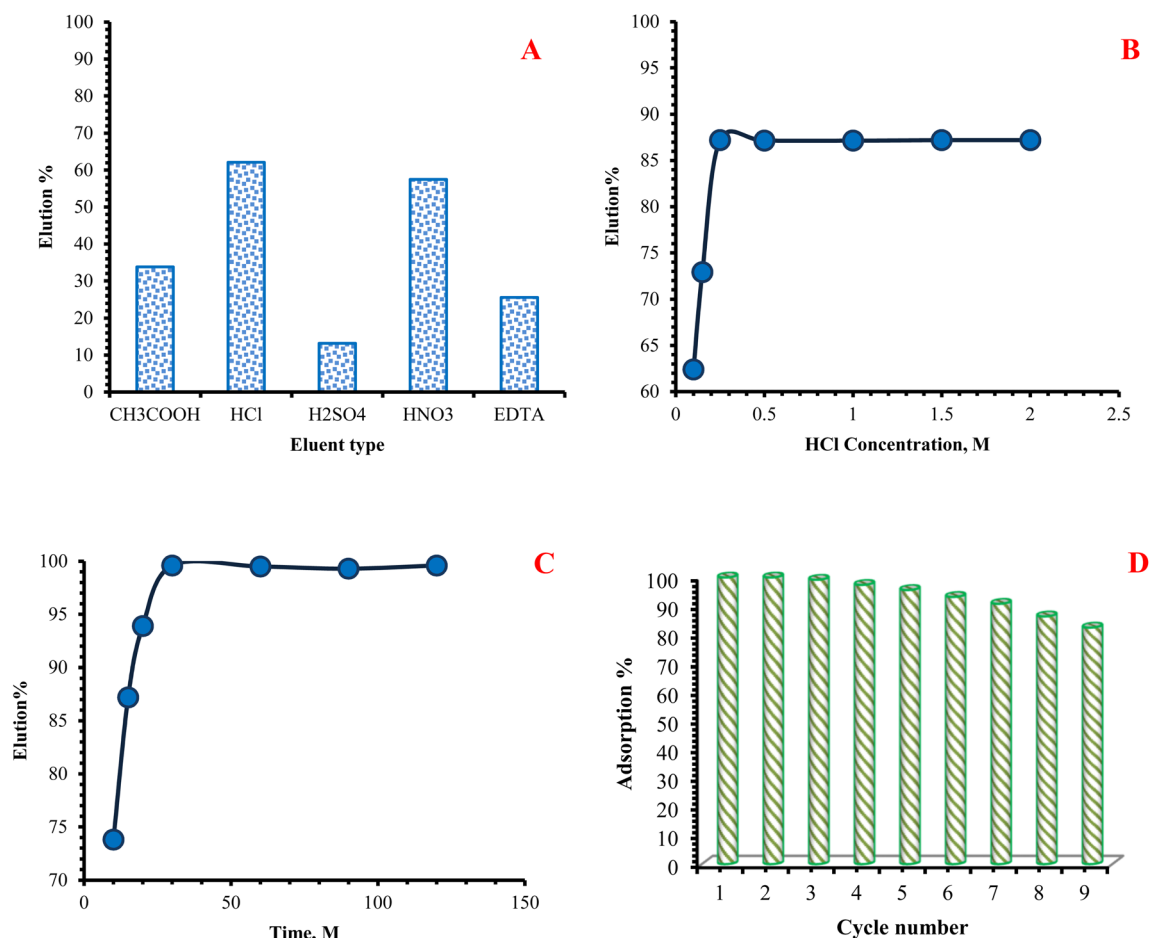 A
100
90
80
70
60
50
40
30
20
10
0
Elution %
CH3COOH HCl H2SO4 HNO3 EDTA
Eluent type
B
100
95
90
85
80
75
70
65
60
Elution%
0 0.5 1 1.5 2 2.5
HCl Concentration, M
C
100
95
90
85
80
75
70
Elution%
0 50 100 150
Time, M
D
100
90
80
70
60
50
40
30
20
10
0
Adsorption %
1 2 3 4 5 6 7 8 9
Cycle number